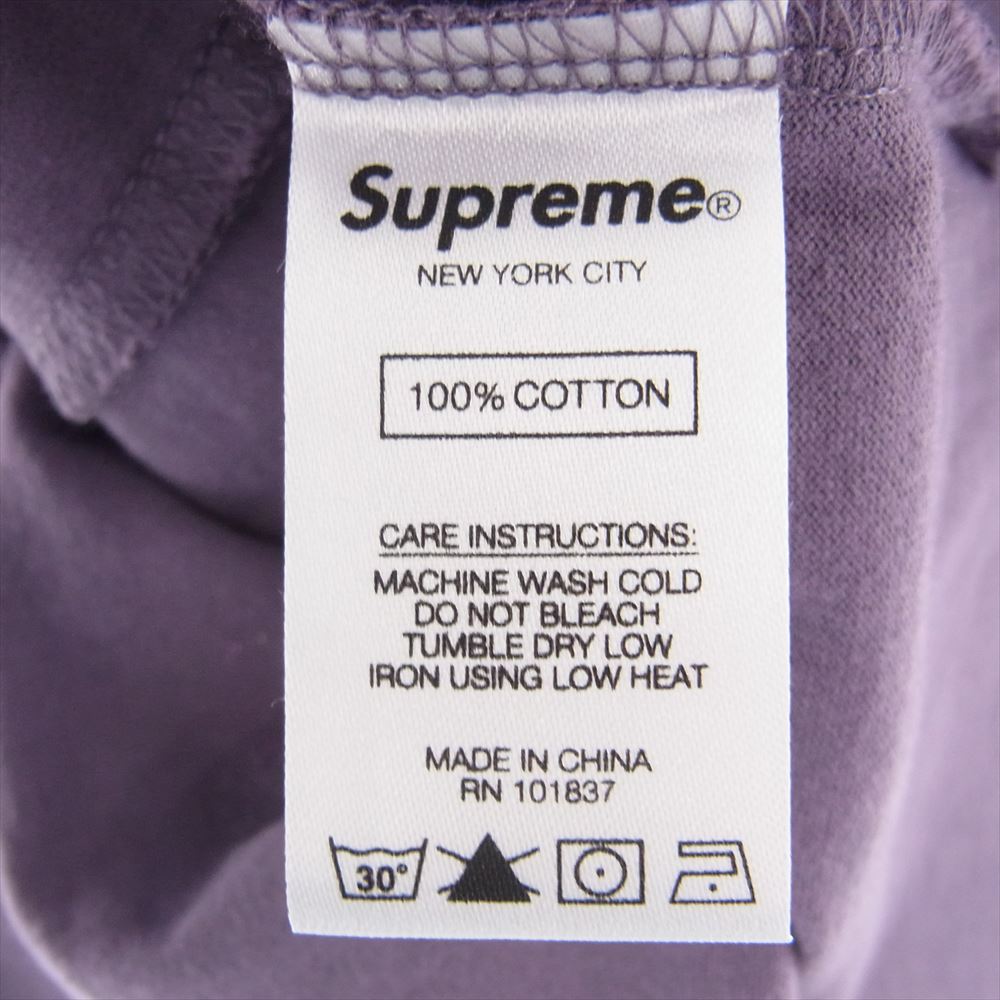 Supreme®
NEW YORK CITY
100% COTTON
CARE INSTRUCTIONS:
MACHINE WASH COLD
DO NOT BLEACH
TUMBLE DRY LOW
IRON USING LOW HEAT
MADE IN CHINA
RN 101837
30°